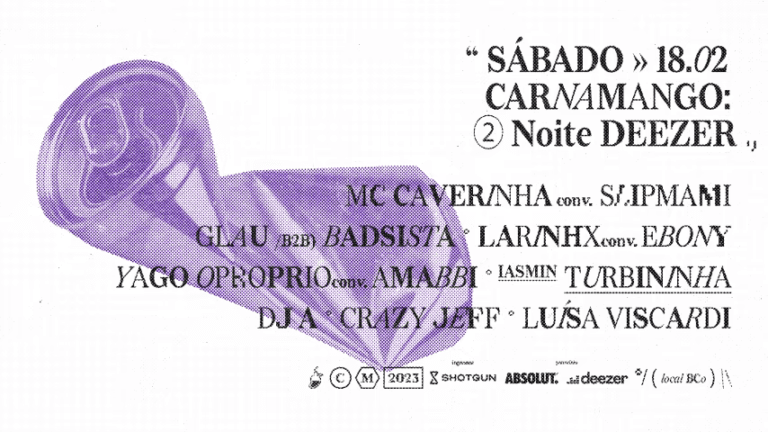 “ SÁBADO » 18.02
CARNAMANGO:
② Noite DEEZER „
MC CAVERINHA conv. SLIPMAMI
GLAU (B2B) BADSISTA ° LARINHX conv. EBONY
YAGO OPROPRIO conv. AMABBI ° IASMIN TURBININHA
DJ A ° CRAZY JEFF ° LUÍSA VISCARDI
ingressos
© M 2023 SHOTGUN ABSOLUT. deezer / ( local BCo )